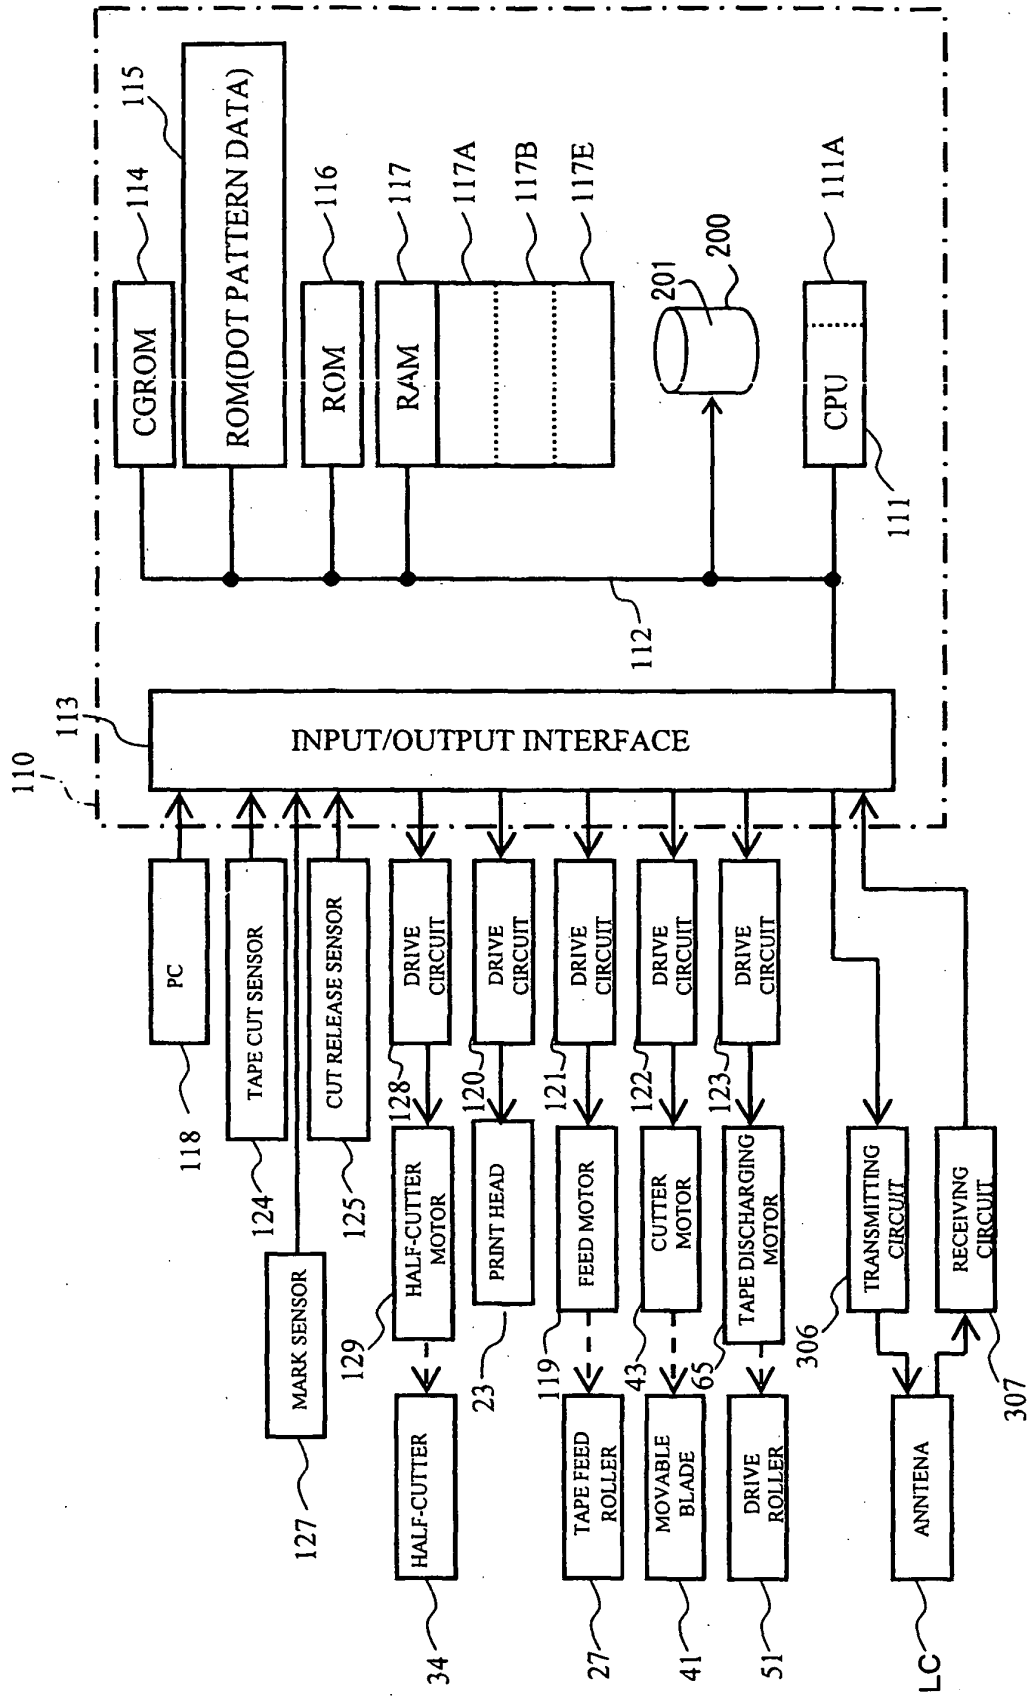 110
113
INPUT/OUTPUT INTERFACE
112
CGROM
114
ROM(DOT PATTERN DATA)
115
ROM
116
RAM
117
117A
117B
117E
201
200
CPU
111
111A
PC
118
TAPE CUT SENSOR
124
MARK SENSOR
127
CUT RELEASE SENSOR
125
DRIVE
CIRCUIT
128
HALF-CUTTER
MOTOR
129
HALF-CUTTER
34
DRIVE
CIRCUIT
120
PRINT HEAD
23
DRIVE
CIRCUIT
121
FEED MOTOR
119
TAPE FEED
ROLLER
27
DRIVE
CIRCUIT
122
CUTTER
MOTOR
43
MOVABLE
BLADE
41
DRIVE
CIRCUIT
123
TAPE DISCHARGING
MOTOR
65
DRIVE
ROLLER
51
TRANSMITTING
CIRCUIT
306
RECEIVING
CIRCUIT
307
ANNTENA
LC